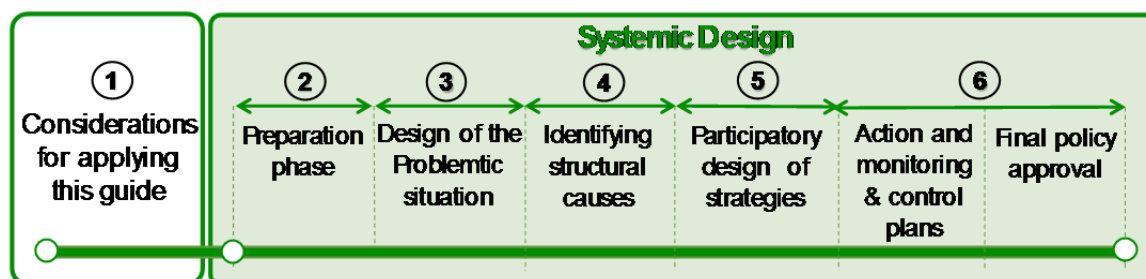 Systemic Design
1
Considerations
for applying
this guide
2
Preparation
phase
3
Design of the
Problemtic
situation
4
Identifying
structural
causes
5
Participatory
design of
strategies
6
Action and
monitoring
& control
plans
Final policy
approval